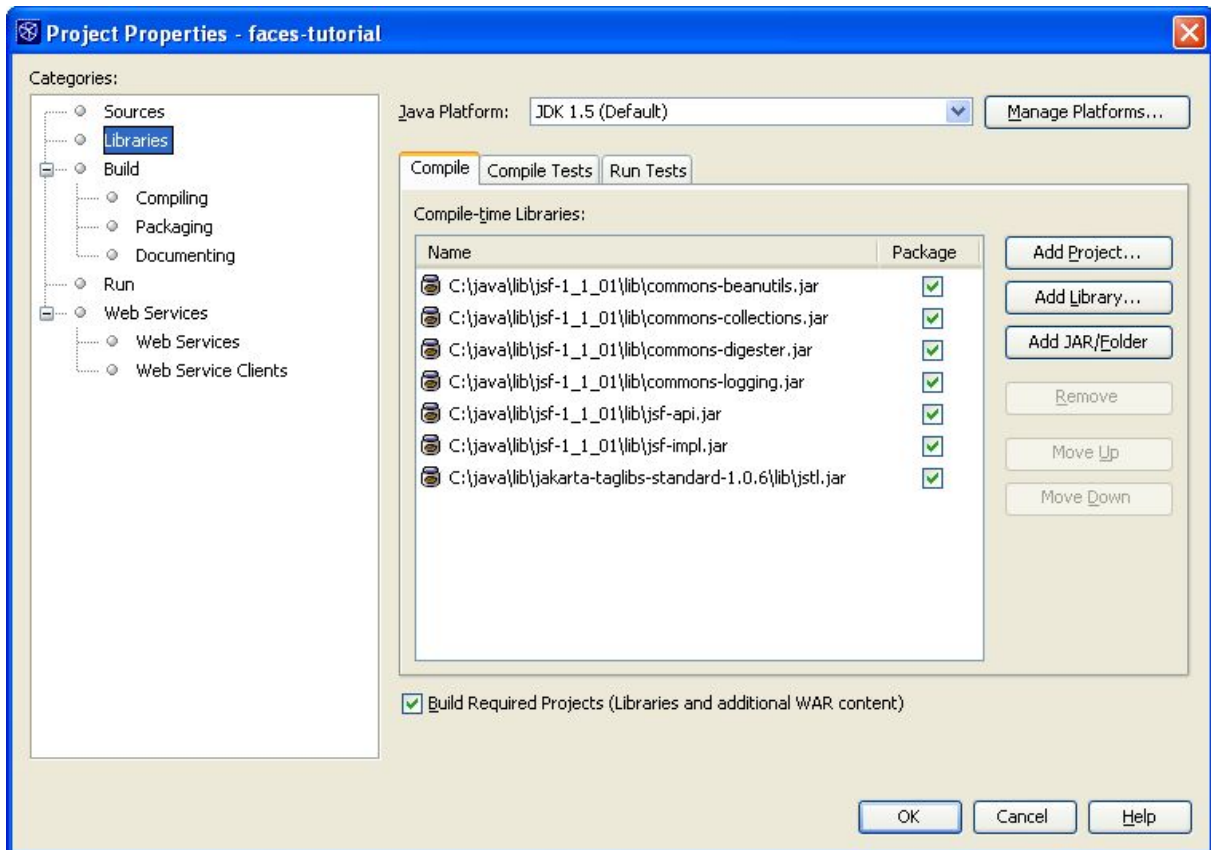 Project Properties - faces-tutorial
Categories:
Sources
Libraries
Build
Compiling
Packaging
Documenting
Run
Web Services
Web Services
Web Service Clients
Java Platform: JDK 1.5 (Default) Manage Platforms...
Compile Compile Tests Run Tests
Compile-time Libraries:
Name Package
C:\java\lib\jsf-1_1_01\lib\commons-beanutils.jar
C:\java\lib\jsf-1_1_01\lib\commons-collections.jar
C:\java\lib\jsf-1_1_01\lib\commons-digester.jar
C:\java\lib\jsf-1_1_01\lib\commons-logging.jar
C:\java\lib\jsf-1_1_01\lib\jsf-api.jar
C:\java\lib\jsf-1_1_01\lib\jsf-impl.jar
C:\java\lib\jakarta-taglibs-standard-1.0.6\lib\jstl.jar
Add Project...
Add Library...
Add JAR/Folder
Remove
Move Up
Move Down
Build Required Projects (Libraries and additional WAR content)
OK Cancel Help